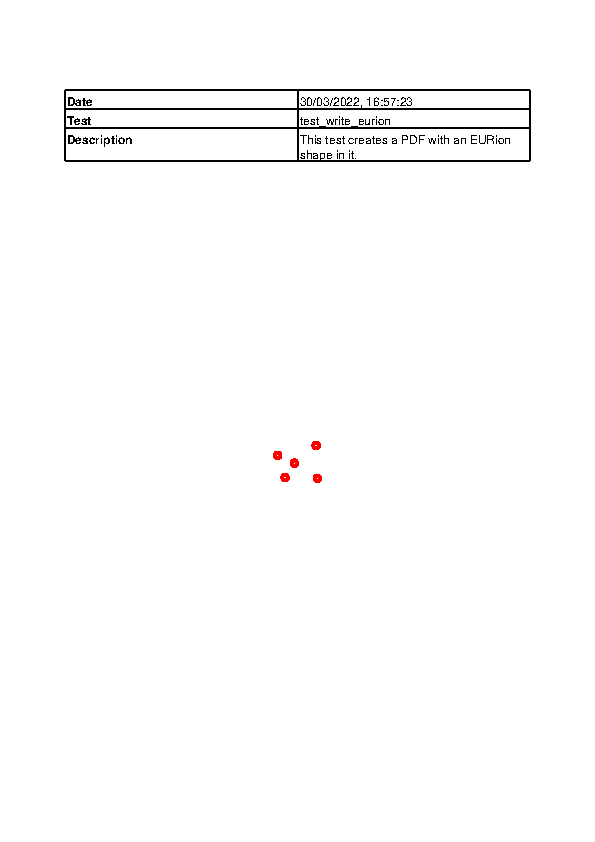 Date 30/03/2022, 16:57:23
Test test_write_eurion
Description This test creates a PDF with an EURion
shape in it.